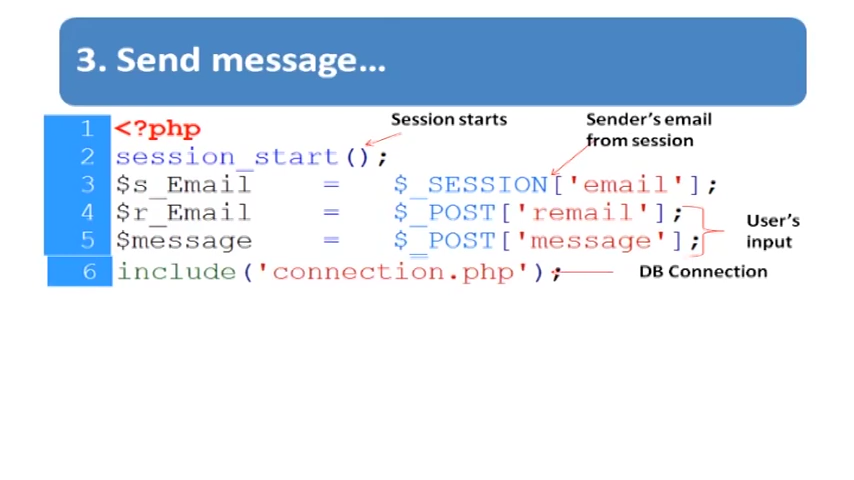 3. Send message…
Session starts
Sender's email
from session
1 <?php
2 session_start();
3 $s_Email = $_SESSION['email'];
4 $r_Email = $_POST['remail'];
5 $message = $_POST['message'];
User's
input
6 include('connection.php');
DB Connection